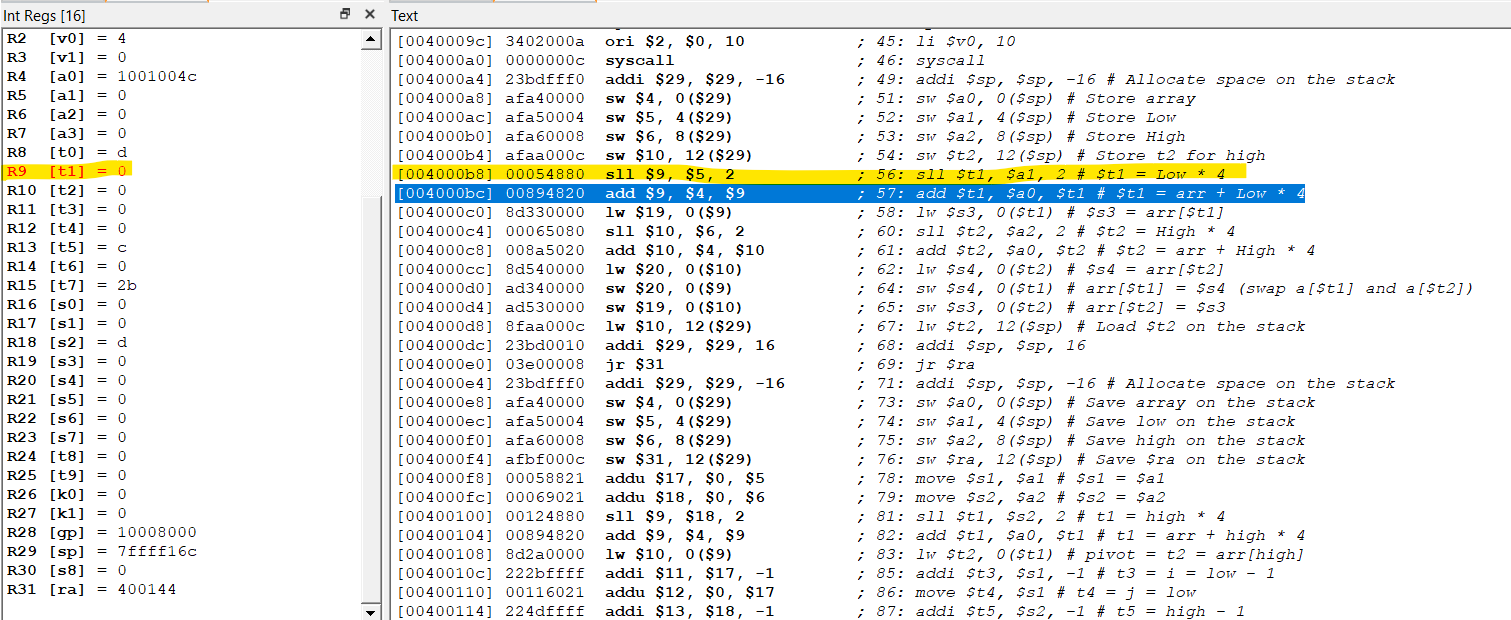 Int Regs [16]
R2 [v0] = 4
R3 [v1] = 0
R4 [a0] = 1001004c
R5 [a1] = 0
R6 [a2] = 0
R7 [a3] = 0
R8 [t0] = d
R9 [t1] = 0
R10 [t2] = 0
R11 [t3] = 0
R12 [t4] = 0
R13 [t5] = c
R14 [t6] = 0
R15 [t7] = 2b
R16 [s0] = 0
R17 [s1] = 0
R18 [s2] = d
R19 [s3] = 0
R20 [s4] = 0
R21 [s5] = 0
R22 [s6] = 0
R23 [s7] = 0
R24 [t8] = 0
R25 [t9] = 0
R26 [k0] = 0
R27 [k1] = 0
R28 [gp] = 10008000
R29 [sp] = 7ffff16c
R30 [s8] = 0
R31 [ra] = 400144
Text
[0040009c] 3402000a ori $2, $0, 10 ; 45: li $v0, 10
[004000a0] 0000000c syscall ; 46: syscall
[004000a4] 23bdfff0 addi $29, $29, -16 ; 49: addi $sp, $sp, -16 # Allocate space on the stack
[004000a8] afa40000 sw $4, 0($29) ; 51: sw $a0, 0($sp) # Store array
[004000ac] afa50004 sw $5, 4($29) ; 52: sw $a1, 4($sp) # Store Low
[004000b0] afa60008 sw $6, 8($29) ; 53: sw $a2, 8($sp) # Store High
[004000b4] afaa000c sw $10, 12($29) ; 54: sw $t2, 12($sp) # Store t2 for high
[004000b8] 00054880 sll $9, $5, 2 ; 56: sll $t1, $a1, 2 # $t1 = Low * 4
[004000bc] 00894820 add $9, $4, $9 ; 57: add $t1, $a0, $t1 # $t1 = arr + Low * 4
[004000c0] 8d330000 lw $19, 0($9) ; 58: lw $s3, 0($t1) # $s3 = arr[$t1]
[004000c4] 00065080 sll $10, $6, 2 ; 60: sll $t2, $a2, 2 # $t2 = High * 4
[004000c8] 008a5020 add $10, $4, $10 ; 61: add $t2, $a0, $t2 # $t2 = arr + High * 4
[004000cc] 8d540000 lw $20, 0($10) ; 62: lw $s4, 0($t2) # $s4 = arr[$t2]
[004000d0] ad340000 sw $20, 0($9) ; 64: sw $s4, 0($t1) # arr[$t1] = $s4 (swap a[$t1] and a[$t2])
[004000d4] ad530000 sw $19, 0($10) ; 65: sw $s3, 0($t2) # arr[$t2] = $s3
[004000d8] 8faa000c lw $10, 12($29) ; 67: lw $t2, 12($sp) # Load $t2 on the stack
[004000dc] 23bd0010 addi $29, $29, 16 ; 68: addi $sp, $sp, 16
[004000e0] 03e00008 jr $31 ; 69: jr $ra
[004000e4] 23bdfff0 addi $29, $29, -16 ; 71: addi $sp, $sp, -16 # Allocate space on the stack
[004000e8] afa40000 sw $4, 0($29) ; 73: sw $a0, 0($sp) # Save array on the stack
[004000ec] afa50004 sw $5, 4($29) ; 74: sw $a1, 4($sp) # Save low on the stack
[004000f0] afa60008 sw $6, 8($29) ; 75: sw $a2, 8($sp) # Save high on the stack
[004000f4] afbf000c sw $31, 12($29) ; 76: sw $ra, 12($sp) # Save $ra on the stack
[004000f8] 00058821 addu $17, $0, $5 ; 78: move $s1, $a1 # $s1 = $a1
[004000fc] 00069021 addu $18, $0, $6 ; 79: move $s2, $a2 # $s2 = $a2
[00400100] 00124880 sll $9, $18, 2 ; 81: sll $t1, $s2, 2 # t1 = high * 4
[00400104] 00894820 add $9, $4, $9 ; 82: add $t1, $a0, $t1 # t1 = arr + high * 4
[00400108] 8d2a0000 lw $10, 0($9) ; 83: lw $t2, 0($t1) # pivot = t2 = arr[high]
[0040010c] 222bffff addi $11, $17, -1 ; 85: addi $t3, $s1, -1 # t3 = i = low - 1
[00400110] 00116021 addu $12, $0, $17 ; 86: move $t4, $s1 # t4 = j = low
[00400114] 224dffff addi $13, $18, -1 ; 87: addi $t5, $s2, -1 # t5 = high - 1